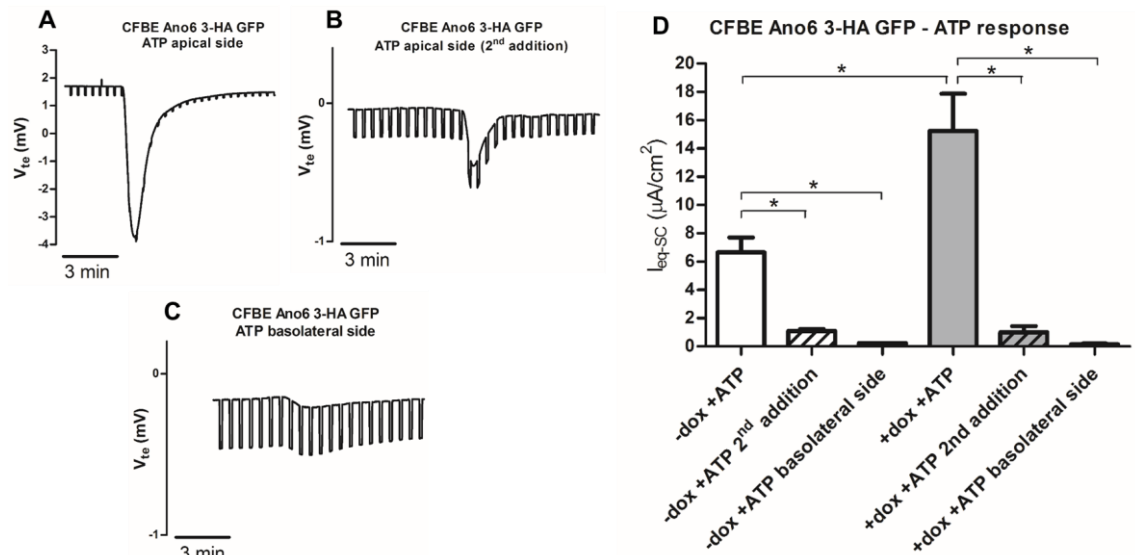 A
CFBE Ano6 3-HA GFP
ATP apical side
V_te (mV)
3
2
1
0
-1
-2
-3
-4
3 min
B
CFBE Ano6 3-HA GFP
ATP apical side (2nd addition)
V_te (mV)
0
-1
3 min
C
CFBE Ano6 3-HA GFP
ATP basolateral side
V_te (mV)
0
-1
3 min
D
CFBE Ano6 3-HA GFP - ATP response
I_eq-SC (μA/cm²)
20
18
16
14
12
10
8
6
4
2
0
*
*
*
*
*
-dox +ATP
-dox +ATP 2nd addition
-dox +ATP basolateral side
+dox +ATP
+dox +ATP 2nd addition
+dox +ATP basolateral side